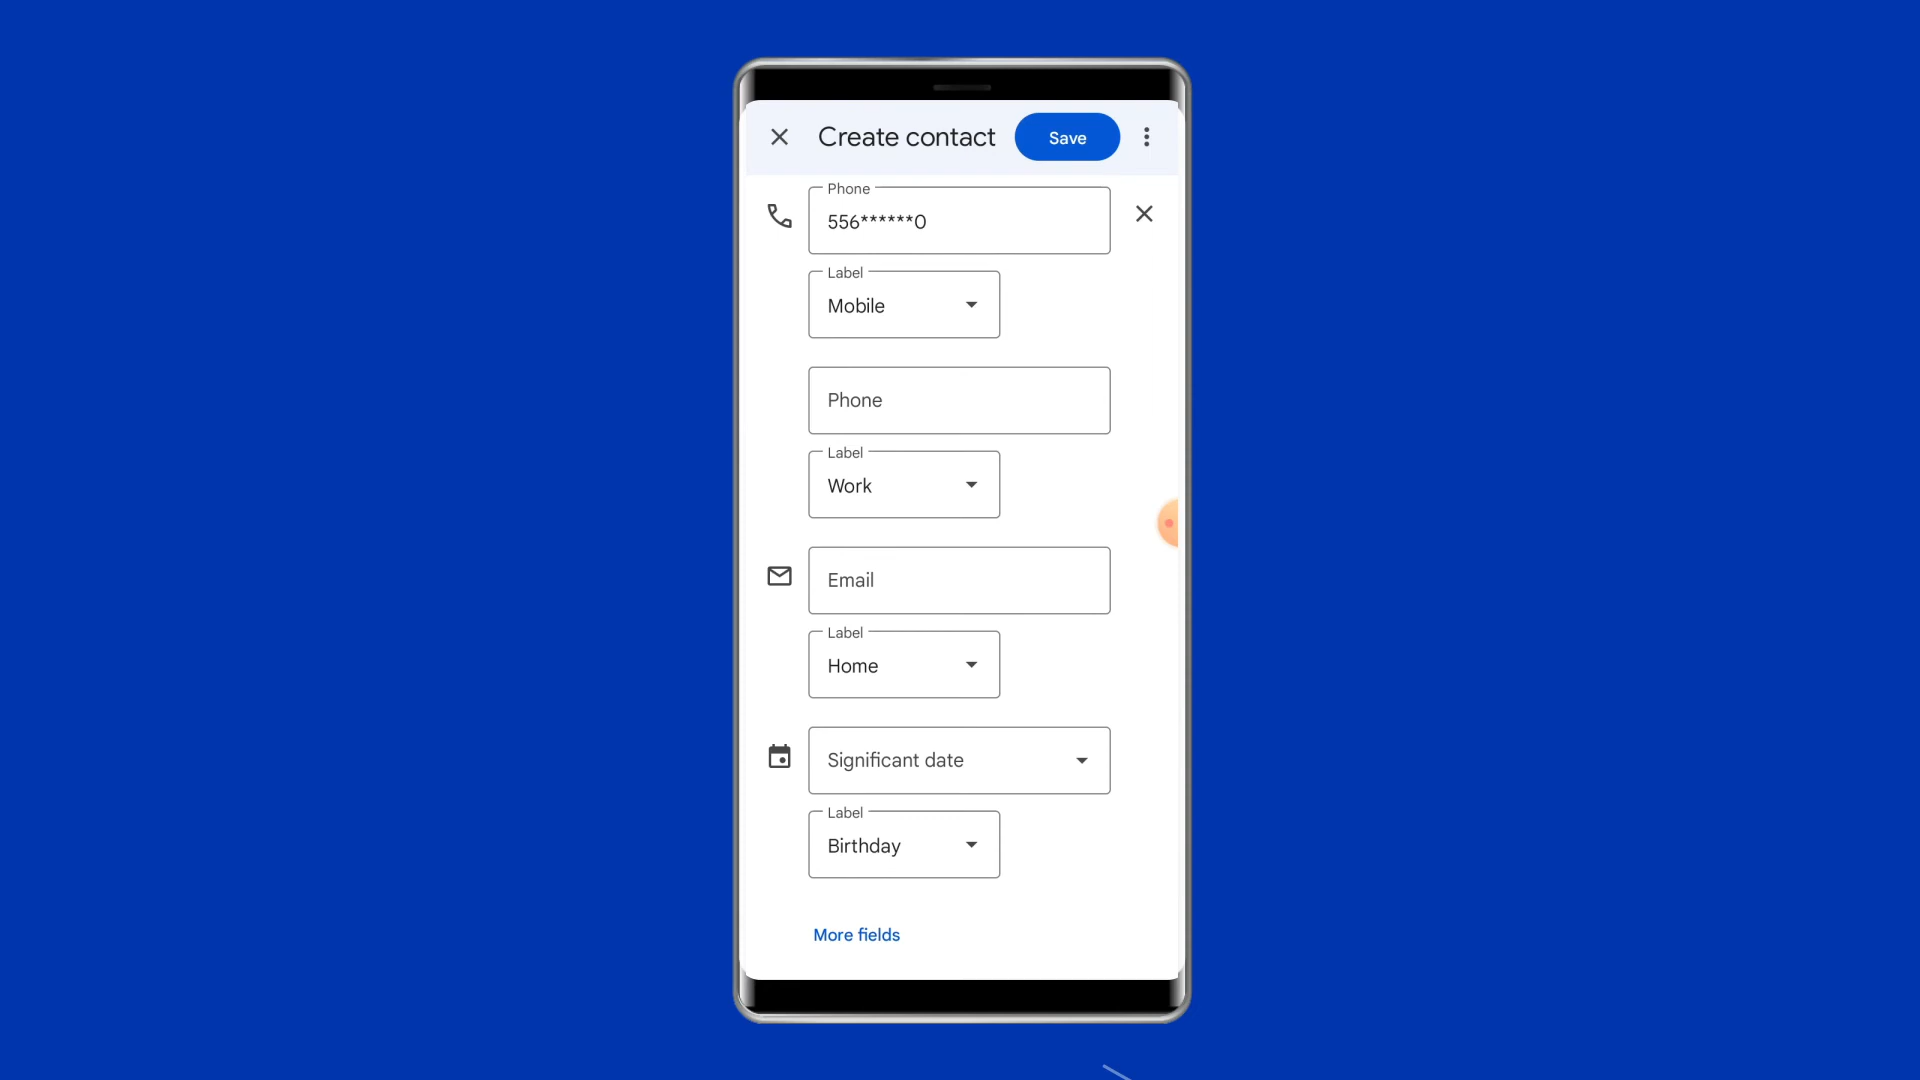 Create contact
Save
Phone
556******0
Label
Mobile
Phone
Label
Work
Email
Label
Home
Significant date
Label
Birthday
More fields